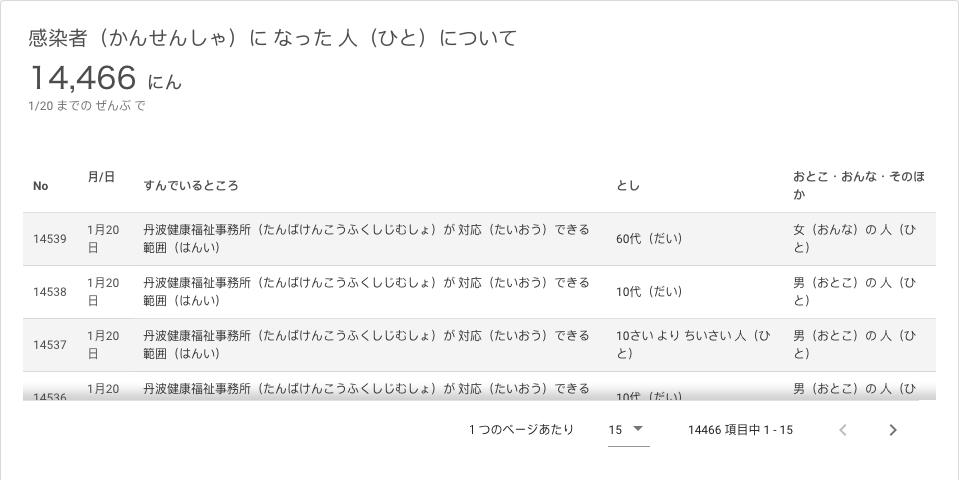 感染者（かんせんしゃ）に なった 人（ひと）について
14,466 にん
1/20 までの ぜんぶ で
No 月/日 すんでいるところ とし おとこ・おんな・そのほか
14539 1月20日 丹波健康福祉事務所（たんばけんこうふくしじむしょ）が 対応（たいおう）できる 範囲（はんい） 60代（だい） 女（おんな）の 人（ひと）
14538 1月20日 丹波健康福祉事務所（たんばけんこうふくしじむしょ）が 対応（たいおう）できる 範囲（はんい） 10代（だい） 男（おとこ）の 人（ひと）
14537 1月20日 丹波健康福祉事務所（たんばけんこうふくしじむしょ）が 対応（たいおう）できる 範囲（はんい） 10さい より ちいさい 人（ひと） 男（おとこ）の 人（ひと）
14536 1月20 丹波健康福祉事務所（たんばけんこうふくしじむしょ）が 対応（たいおう）できる 10代（だい） 男（おとこ）の 人（ひ
1 つのページあたり 15 14466 項目中 1 - 15